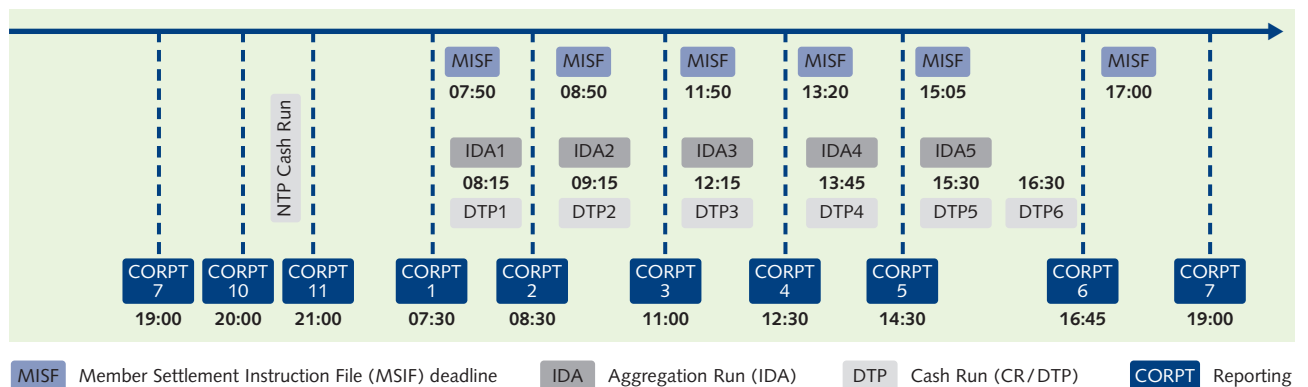 MISF MISF MISF MISF MISF MISF
07:50 08:50 11:50 13:20 15:05 17:00
NTP Cash Run
IDA1 IDA2 IDA3 IDA4 IDA5
08:15 09:15 12:15 13:45 15:30 16:30
DTP1 DTP2 DTP3 DTP4 DTP5 DTP6
CORPT CORPT CORPT CORPT CORPT CORPT CORPT CORPT CORPT CORPT
7 10 11 1 2 3 4 5 6 7
19:00 20:00 21:00 07:30 08:30 11:00 12:30 14:30 16:45 19:00
MISF Member Settlement Instruction File (MSIF) deadline IDA Aggregation Run (IDA) DTP Cash Run (CR/DTP) CORPT Reporting